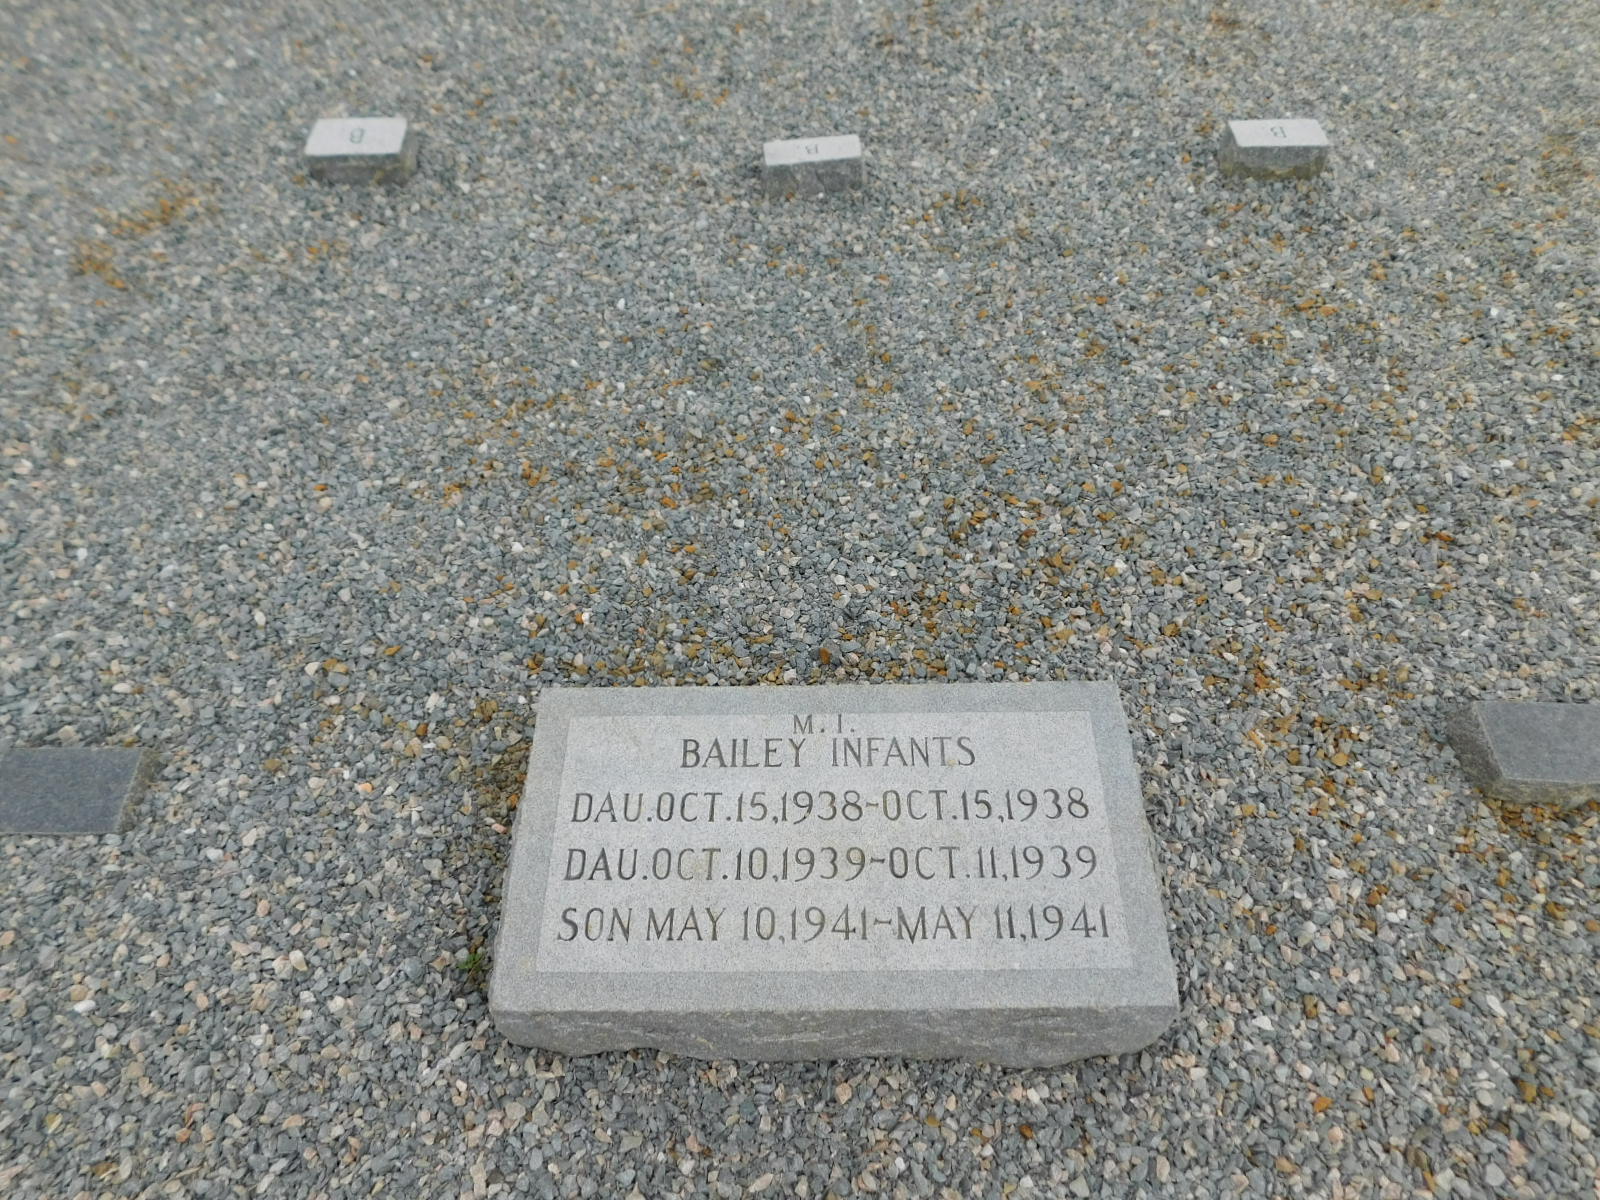 B
B.
B.
M.I.
BAILEY INFANTS
DAU.OCT.15,1938-OCT.15,1938
DAU.OCT.10,1939-OCT.11,1939
SON MAY 10,1941-MAY 11,1941